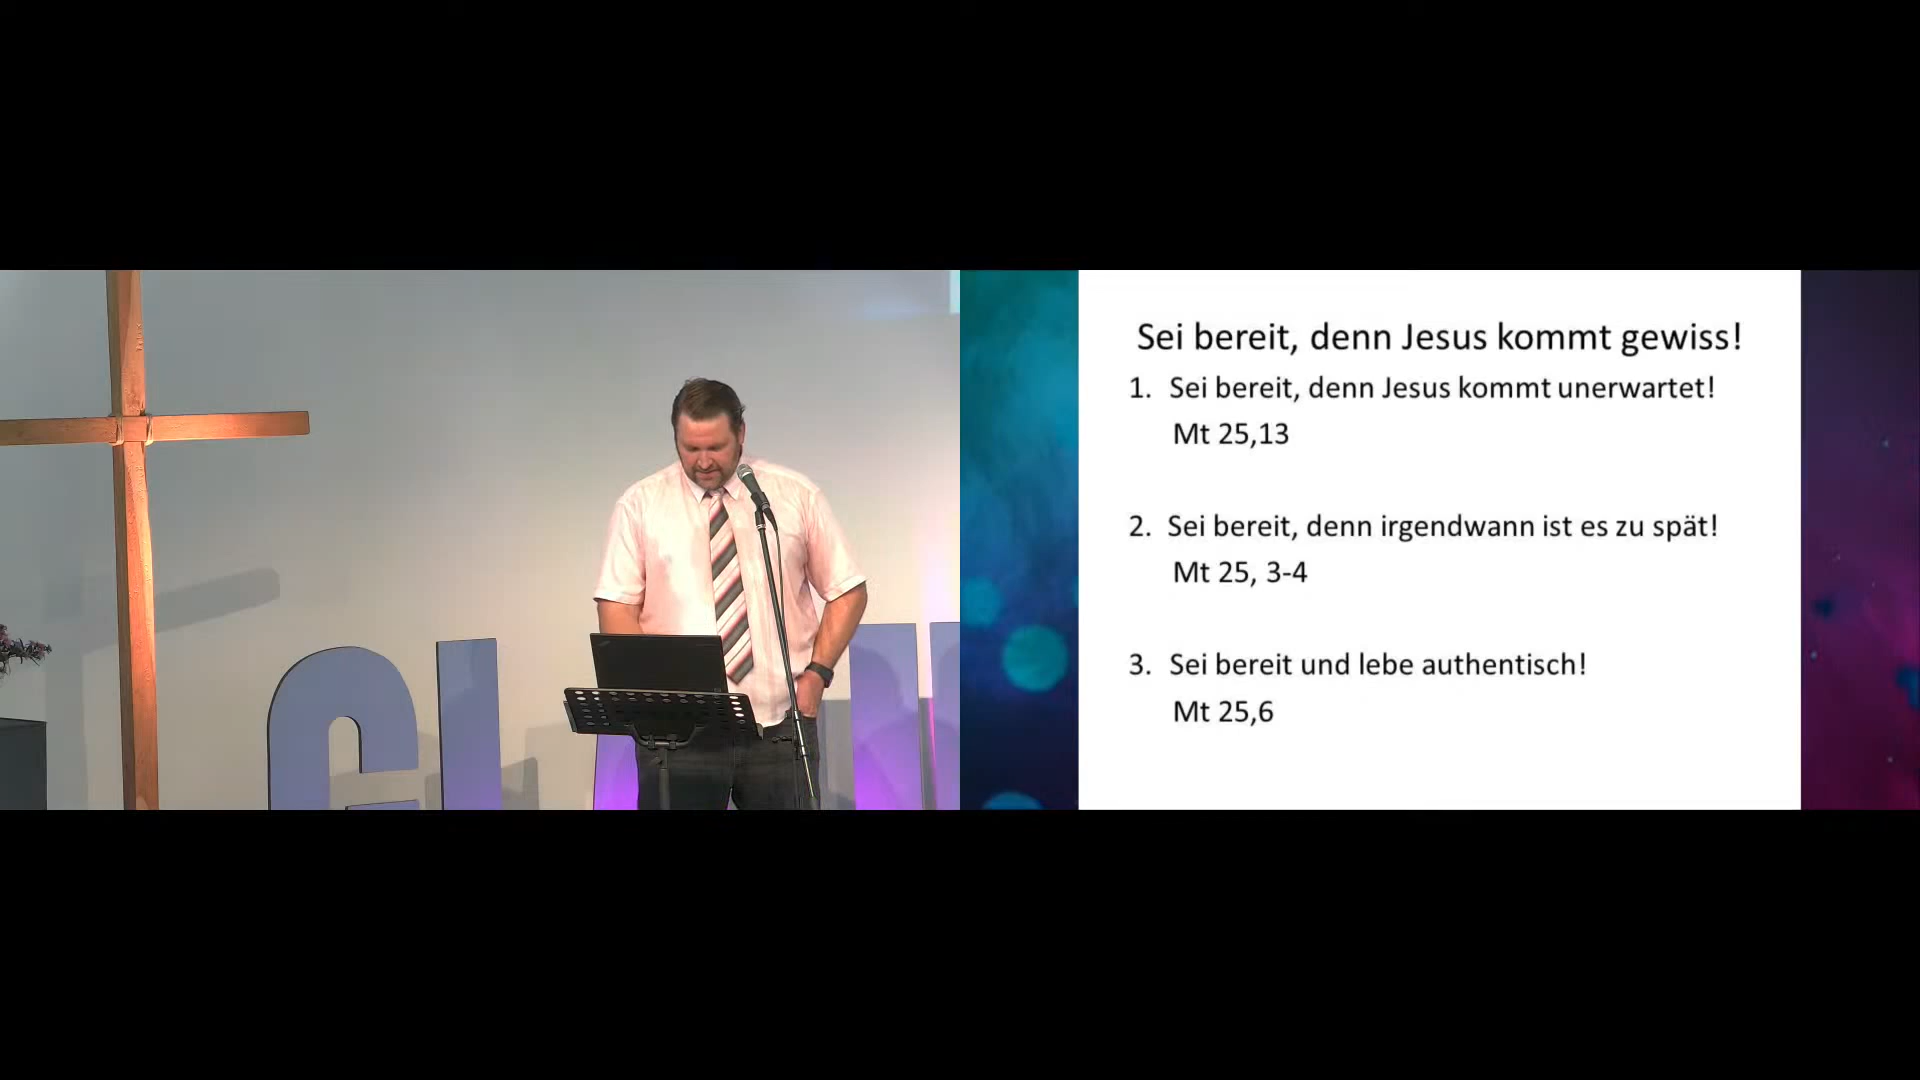 Sei bereit, denn Jesus kommt gewiss!
1. Sei bereit, denn Jesus kommt unerwartet!
Mt 25,13
2. Sei bereit, denn irgendwann ist es zu spät!
Mt 25, 3-4
3. Sei bereit und lebe authentisch!
Mt 25,6